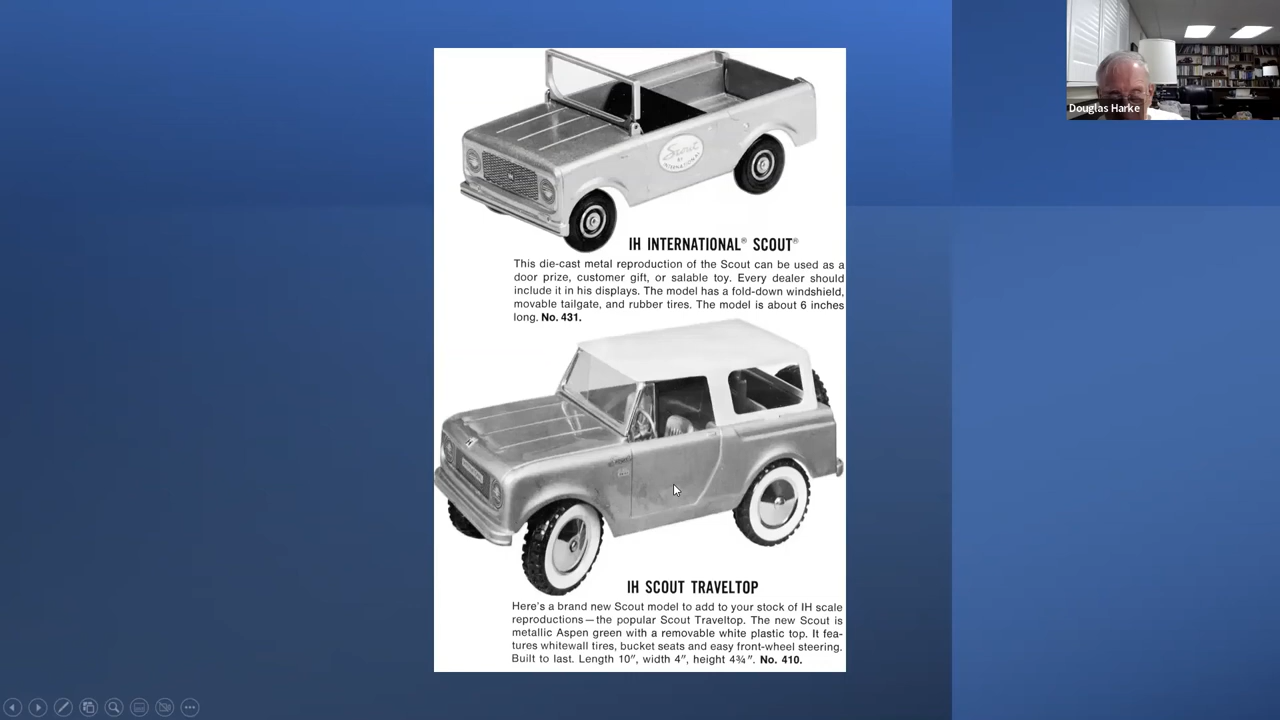 Douglas Harke
Scout
BY
INTERNATIONAL
IH INTERNATIONAL® SCOUT®
This die-cast metal reproduction of the Scout can be used as a
door prize, customer gift, or salable toy. Every dealer should
include it in his displays. The model has a fold-down windshield,
movable tailgate, and rubber tires. The model is about 6 inches
long. No. 431.
IH SCOUT TRAVELTOP
Here's a brand new Scout model to add to your stock of IH scale
reproductions—the popular Scout Traveltop. The new Scout is
metallic Aspen green with a removable white plastic top. It fea-
tures whitewall tires, bucket seats and easy front-wheel steering.
Built to last. Length 10″, width 4″, height 4¾″. No. 410.